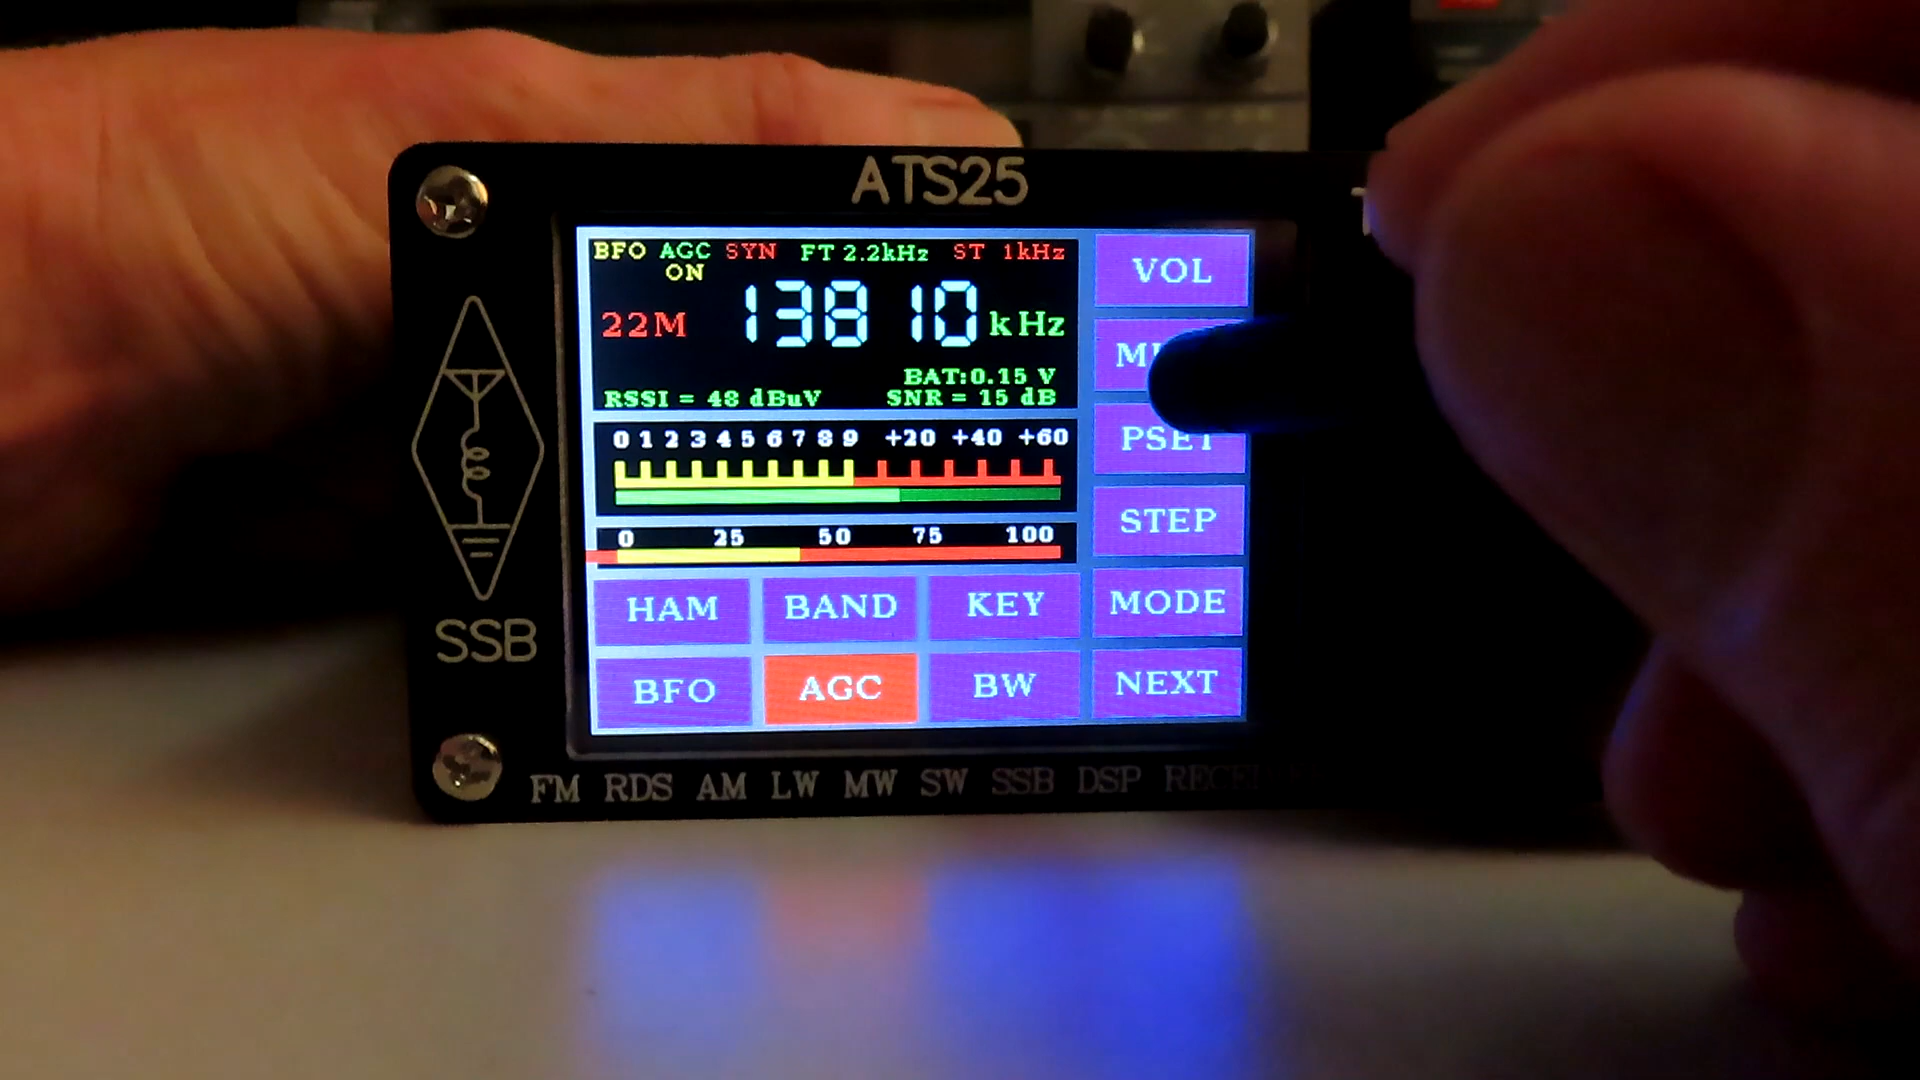 ATS25
BFO AGC SYN FT 2.2kHz ST 1kHz
ON
22M 13810 kHz
BAT:0.15 V
RSSI = 48 dBuV SNR = 15 dB
0 1 2 3 4 5 6 7 8 9 +20 +40 +60
0 25 50 75 100
VOL
PSET
STEP
HAM BAND KEY MODE
BFO AGC BW NEXT
SSB
FM RDS AM LW MW SW SSB DSP